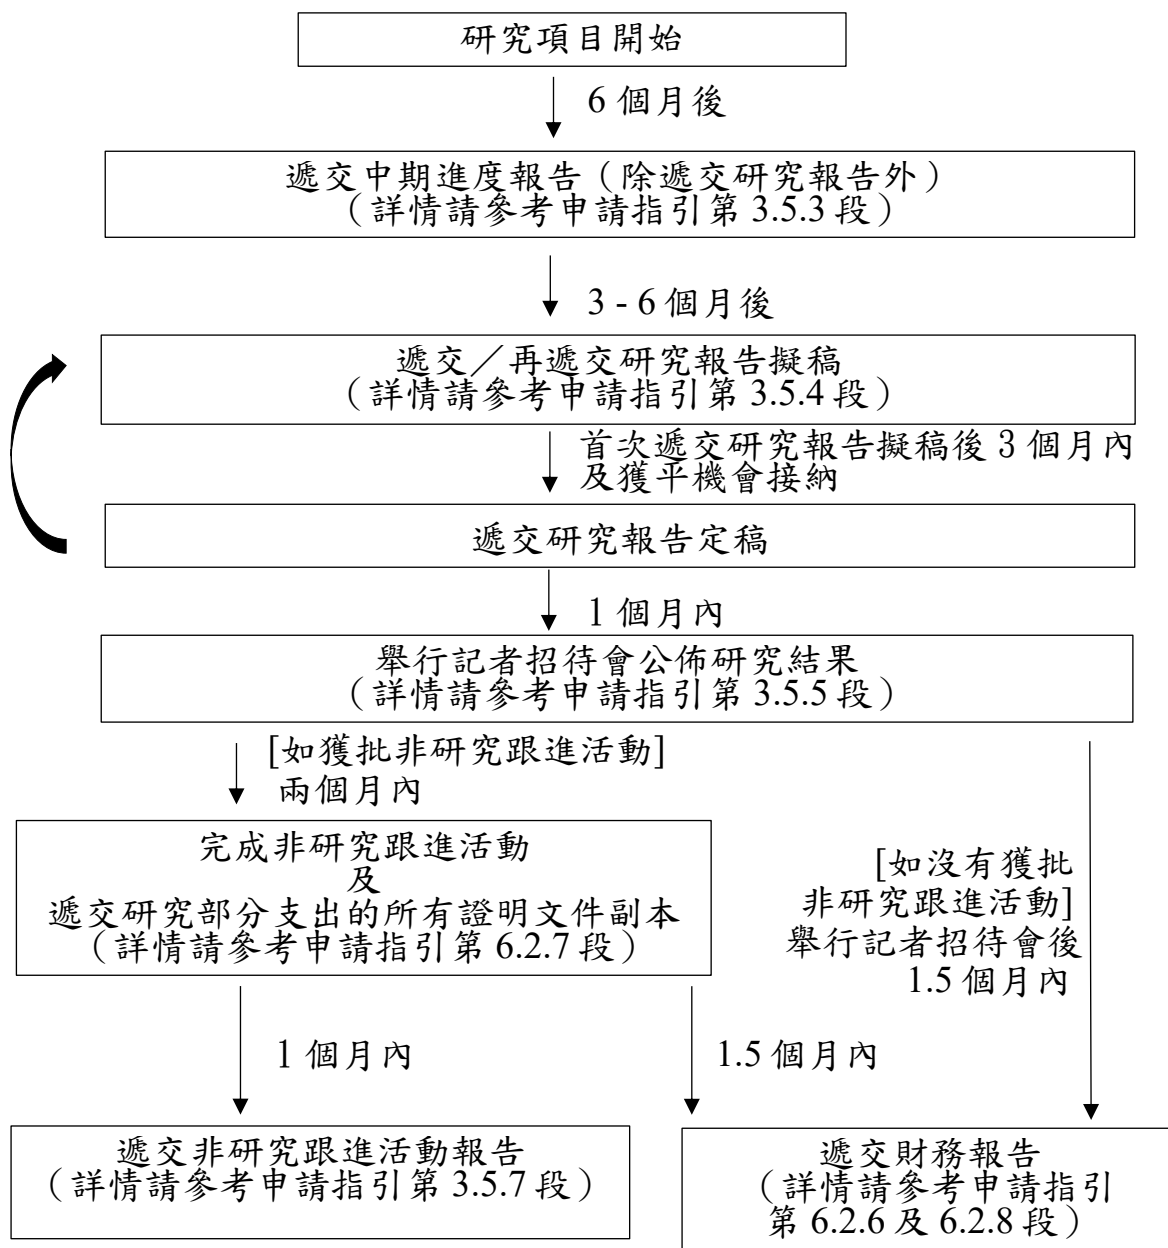 研究項目開始
6 個月後
遞交中期進度報告（除遞交研究報告外）
（詳情請參考申請指引第 3.5.3 段）
3 - 6 個月後
遞交／再遞交研究報告擬稿
（詳情請參考申請指引第 3.5.4 段）
首次遞交研究報告擬稿後 3 個月內
及獲平機會接納
遞交研究報告定稿
1 個月內
舉行記者招待會公佈研究結果
（詳情請參考申請指引第 3.5.5 段）
[如獲批非研究跟進活動]
兩個月內
完成非研究跟進活動
及
遞交研究部分支出的所有證明文件副本
（詳情請參考申請指引第 6.2.7 段）
[如沒有獲批
非研究跟進活動]
舉行記者招待會後
1.5 個月內
1 個月內
1.5 個月內
遞交非研究跟進活動報告
（詳情請參考申請指引第 3.5.7 段）
遞交財務報告
（詳情請參考申請指引
第 6.2.6 及 6.2.8 段）